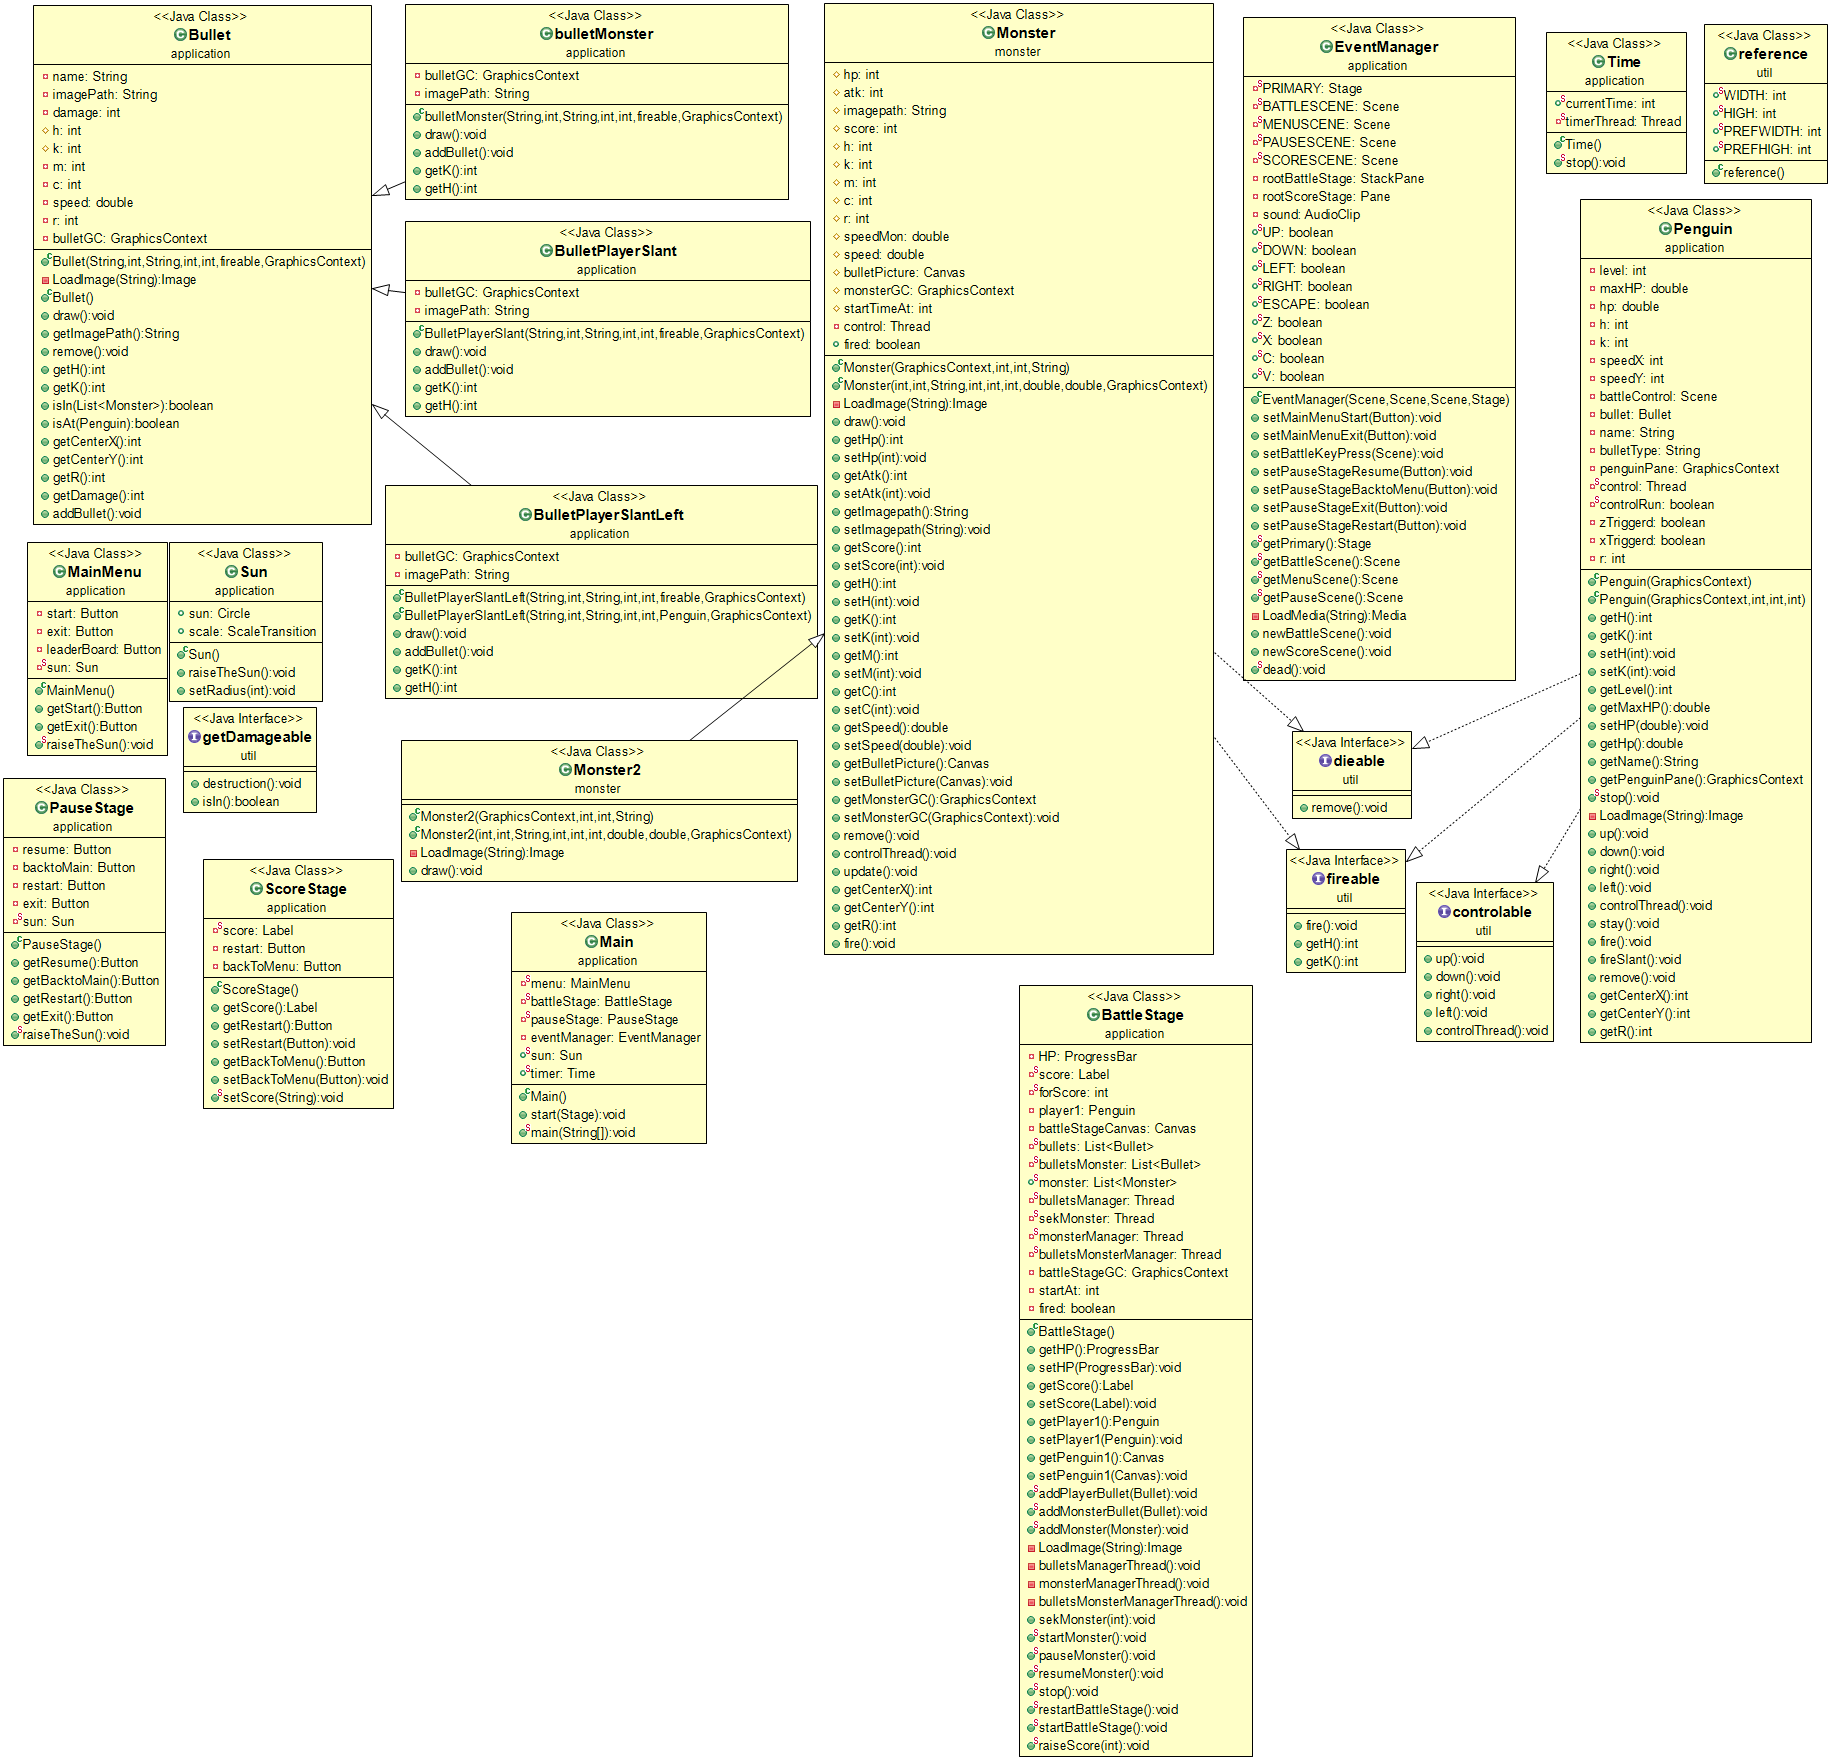 <<Java Class>>
Bullet
application
name: String
imagePath: String
damage: int
h: int
k: int
m: int
c: int
speed: double
r: int
bulletGC: GraphicsContext
Bullet(String,int,String,int,int,fireable,GraphicsContext)
LoadImage(String):Image
Bullet()
draw():void
getImagePath():String
remove():void
getH():int
getK():int
isIn(List<Monster>):boolean
isAt(Penguin):boolean
getCenterX():int
getCenterY():int
getR():int
getDamage():int
addBullet():void
<<Java Class>>
bulletMonster
application
bulletGC: GraphicsContext
imagePath: String
bulletMonster(String,int,String,int,int,fireable,GraphicsContext)
draw():void
addBullet():void
getK():int
getH():int
<<Java Class>>
BulletPlayerSlant
application
bulletGC: GraphicsContext
imagePath: String
BulletPlayerSlant(String,int,String,int,int,fireable,GraphicsContext)
draw():void
addBullet():void
getK():int
getH():int
<<Java Class>>
BulletPlayerSlantLeft
application
bulletGC: GraphicsContext
imagePath: String
BulletPlayerSlantLeft(String,int,String,int,int,fireable,GraphicsContext)
BulletPlayerSlantLeft(String,int,String,int,int,Penguin,GraphicsContext)
draw():void
addBullet():void
getK():int
getH():int
<<Java Class>>
Monster
monster
hp: int
atk: int
imagepath: String
score: int
h: int
k: int
m: int
c: int
r: int
speedMon: double
speed: double
bulletPicture: Canvas
monsterGC: GraphicsContext
startTimeAt: int
control: Thread
fired: boolean
Monster(GraphicsContext,int,int,String)
Monster(int,int,String,int,int,int,double,double,GraphicsContext)
LoadImage(String):Image
draw():void
getHp():int
setHp(int):void
getAtk():int
setAtk(int):void
getImagepath():String
setImagepath(String):void
getScore():int
setScore(int):void
getH():int
setH(int):void
getK():int
setK(int):void
getM():int
setM(int):void
getC():int
setC(int):void
getSpeed():double
setSpeed(double):void
getBulletPicture():Canvas
setBulletPicture(Canvas):void
getMonsterGC():GraphicsContext
setMonsterGC(GraphicsContext):void
remove():void
controlThread():void
update():void
getCenterX():int
getCenterY():int
getR():int
fire():void
<<Java Class>>
EventManager
application
PRIMARY: Stage
BATTLESCENE: Scene
MENUSCENE: Scene
PAUSESCENE: Scene
SCORESCENE: Scene
rootBattleStage: StackPane
rootScoreStage: Pane
sound: AudioClip
UP: boolean
DOWN: boolean
LEFT: boolean
RIGHT: boolean
ESCAPE: boolean
Z: boolean
X: boolean
C: boolean
V: boolean
EventManager(Scene,Scene,Scene,Stage)
setMainMenuStart(Button):void
setMainMenuExit(Button):void
setBattleKeyPress(Scene):void
setPauseStageResume(Button):void
setPauseStageBacktoMenu(Button):void
setPauseStageExit(Button):void
setPauseStageRestart(Button):void
getPrimary():Stage
getBattleScene():Scene
getMenuScene():Scene
getPauseScene():Scene
LoadMedia(String):Media
newBattleScene():void
newScoreScene():void
dead():void
<<Java Class>>
Time
application
currentTime: int
timerThread: Thread
Time()
stop():void
<<Java Class>>
reference
util
WIDTH: int
HIGH: int
PREFWIDTH: int
PREFHIGH: int
reference()
<<Java Class>>
Penguin
application
level: int
maxHP: double
hp: double
h: int
k: int
speedX: int
speedY: int
battleControl: Scene
bullet: Bullet
name: String
bulletType: String
penguinPane: GraphicsContext
control: Thread
controlRun: boolean
zTriggerd: boolean
xTriggerd: boolean
r: int
Penguin(GraphicsContext)
Penguin(GraphicsContext,int,int,int)
getH():int
getK():int
setH(int):void
setK(int):void
getLevel():int
getMaxHP():double
setHP(double):void
getHp():double
getName():String
getPenguinPane():GraphicsContext
stop():void
LoadImage(String):Image
up():void
down():void
right():void
left():void
controlThread():void
stay():void
fire():void
fireSlant():void
remove():void
getCenterX():int
getCenterY():int
getR():int
<<Java Class>>
MainMenu
application
start: Button
exit: Button
leaderBoard: Button
sun: Sun
MainMenu()
getStart():Button
getExit():Button
raiseTheSun():void
<<Java Class>>
Sun
application
sun: Circle
scale: ScaleTransition
Sun()
raiseTheSun():void
setRadius(int):void
<<Java Interface>>
getDamageable
util
destruction():void
isIn():boolean
<<Java Class>>
PauseStage
application
resume: Button
backtoMain: Button
restart: Button
exit: Button
sun: Sun
PauseStage()
getResume():Button
getBacktoMain():Button
getRestart():Button
getExit():Button
raiseTheSun():void
<<Java Class>>
ScoreStage
application
score: Label
restart: Button
backToMenu: Button
ScoreStage()
getScore():Label
getRestart():Button
setRestart(Button):void
getBackToMenu():Button
setBackToMenu(Button):void
setScore(String):void
<<Java Class>>
Monster2
monster
Monster2(GraphicsContext,int,int,String)
Monster2(int,int,String,int,int,int,double,double,GraphicsContext)
LoadImage(String):Image
draw():void
<<Java Class>>
Main
application
menu: MainMenu
battleStage: BattleStage
pauseStage: PauseStage
eventManager: EventManager
sun: Sun
timer: Time
Main()
start(Stage):void
main(String[]):void
<<Java Interface>>
dieable
util
remove():void
<<Java Interface>>
fireable
util
fire():void
getH():int
getK():int
<<Java Interface>>
controlable
util
up():void
down():void
right():void
left():void
controlThread():void
<<Java Class>>
BattleStage
application
HP: ProgressBar
score: Label
forScore: int
player1: Penguin
battleStageCanvas: Canvas
bullets: List<Bullet>
bulletsMonster: List<Bullet>
monster: List<Monster>
bulletsManager: Thread
sekMonster: Thread
monsterManager: Thread
bulletsMonsterManager: Thread
battleStageGC: GraphicsContext
startAt: int
fired: boolean
BattleStage()
getHP():ProgressBar
setHP(ProgressBar):void
getScore():Label
setScore(Label):void
getPlayer1():Penguin
setPlayer1(Penguin):void
getPenguin1():Canvas
setPenguin1(Canvas):void
addPlayerBullet(Bullet):void
addMonsterBullet(Bullet):void
addMonster(Monster):void
LoadImage(String):Image
bulletsManagerThread():void
monsterManagerThread():void
bulletsMonsterManagerThread():void
sekMonster(int):void
startMonster():void
pauseMonster():void
resumeMonster():void
stop():void
restartBattleStage():void
startBattleStage():void
raiseScore(int):void